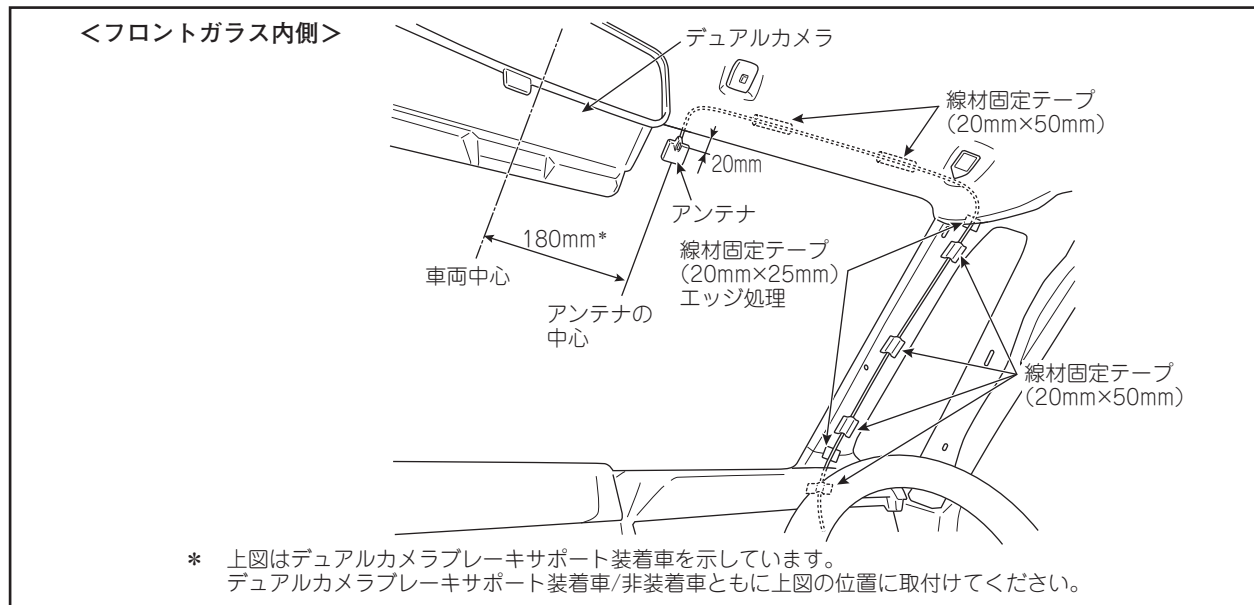 ＜フロントガラス内側＞
デュアルカメラ
線材固定テープ
（20mm×50mm）
20mm
アンテナ
180mm*
線材固定テープ
（20mm×25mm）
エッジ処理
車両中心
アンテナの
中心
線材固定テープ
（20mm×50mm）
* 上図はデュアルカメラブレーキサポート装着車を示しています。
デュアルカメラブレーキサポート装着車/非装着車ともに上図の位置に取付けてください。